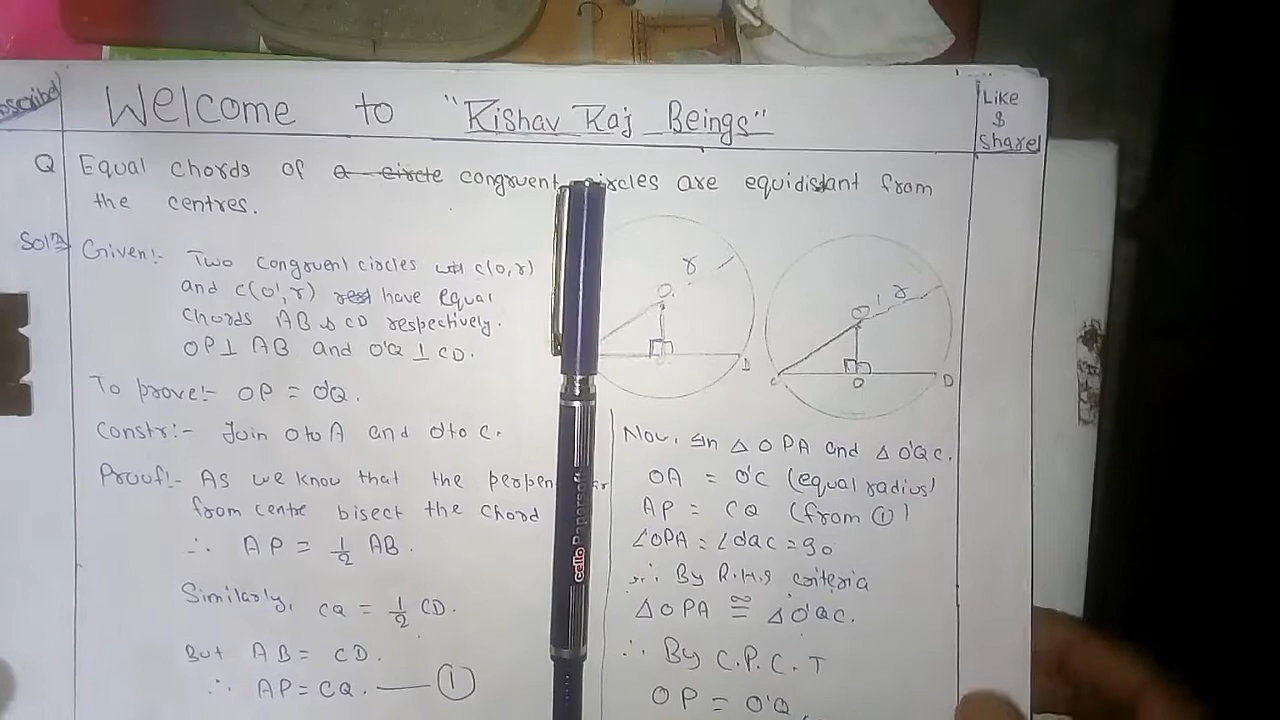 Welcome to "Rishav Raj Beings"
Like
&
Share!
Q Equal chords of a circle congruent circles are equidistant from
the centres.
Solⁿ Given:- Two congruent circles with C(O,r)
and C(O',r) have equal
chords AB & CD respectively.
OP⊥ AB and O'Q ⊥ CD.
To prove:- OP = O'Q.
Constr:- Join O to A and O' to C.
Proof:- As we know that the
from centre bisect the chord
∴ AP = 1/2 AB.
Similarly, CQ = 1/2 CD.
But AB = CD.
∴ AP = CQ. —— ①
r
O
B
r
O'
C
Q
D
Now, In △ OPA and △ O'QC.
OA = O'C (equal radius)
AP = CQ (from ①)
∠OPA = ∠O'QC = 90
∴ By R.H.S criteria
△OPA ≅ △O'QC.
∴ By C.P.C.T
OP = O'Q
cello Papersoft